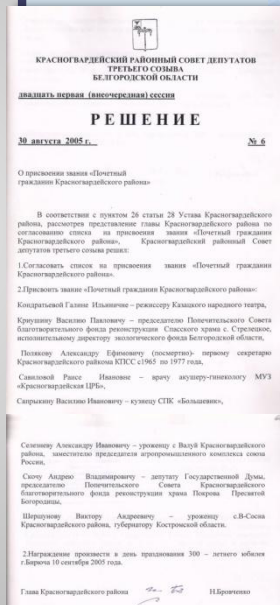 КРАСНОГВАРДЕЙСКИЙ РАЙОННЫЙ СОВЕТ ДЕПУТАТОВ
ТРЕТЬЕГО СОЗЫВА
БЕЛГОРОДСКОЙ ОБЛАСТИ
двадцать первая (внеочередная) сессия
РЕШЕНИЕ
30 августа 2005 г. № 6
О присвоении звания «Почетный
гражданин Красногвардейского района»
В соответствии с пунктом 26 статьи 28 Устава Красногвардейского
района, рассмотрев представление главы Красногвардейского района по
согласованию списка на присвоения звания «Почетный гражданин
Красногвардейского района», Красногвардейский районный Совет
депутатов третьего созыва решил:
1.Согласовать список на присвоения звания «Почетный гражданин
Красногвардейского района».
2.Присвоить звание «Почетный гражданин Красногвардейского района»:
Кондратьевой Галине Ильиничне – режиссеру Казацкого народного театра,
Криушину Василию Павловичу – председателю Попечительского Совета
благотворительного фонда реконструкции Спасского храма с. Стрелецкое,
исполнительному директору экологического фонда Белгородской области,
Полякову Александру Ефимовичу (посмертно)- первому секретарю
Красногвардейского райкома КПСС с1965 по 1977 года,
Савиловой Раисе Ивановне – врачу акушеру-гинекологу МУЗ
«Красногвардейская ЦРБ»,
Сапрыкину Василию Ивановичу – кузнецу СПК «Большевик»,
Селезневу Александру Ивановичу – уроженцу с Валуй Красногвардейского
района, заместителю председателя агропромышленного комплекса союза
России,
Скочу Андрею Владимировичу – депутату Государственной Думы,
председателю Попечительского Совета Красногвардейского
благотворительного фонда реконструкции храма Покрова Пресвятой
Богородицы,
Шершунову Виктору Андреевичу – уроженцу с.В-Сосна
Красногвардейского района, губернатору Костромской области.
2.Награждение произвести в день празднования 300 – летнего юбилея
г.Бирюча 10 сентября 2005 года.
Глава Красногвардейского района Н.Бровченко